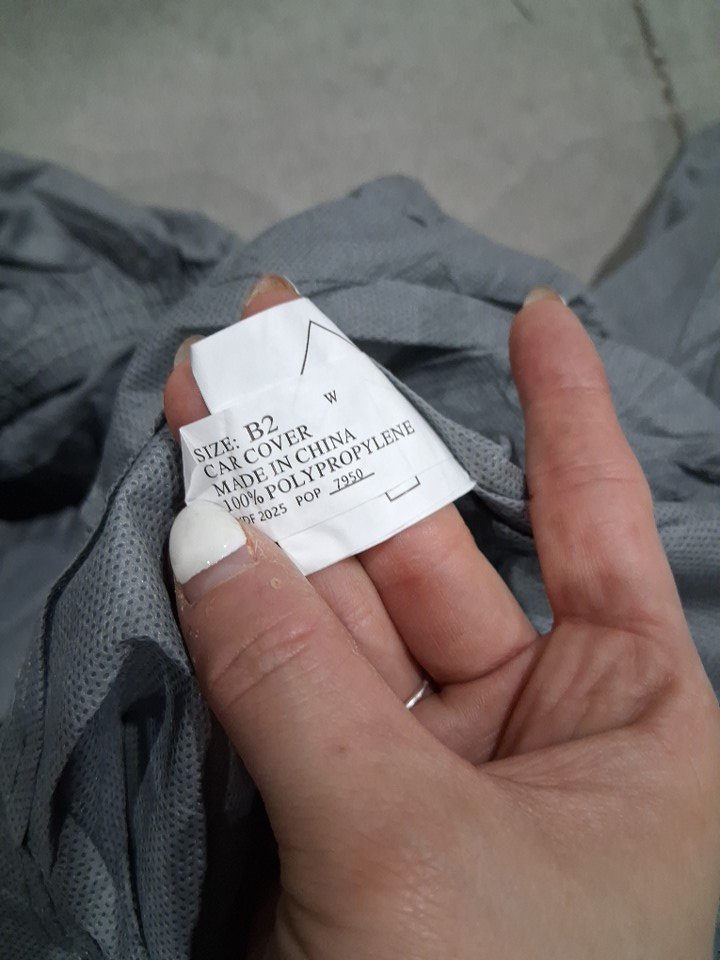 W
SIZE: B2
CAR COVER
MADE IN CHINA
100% POLYPROPYLENE
2025 POP 7950